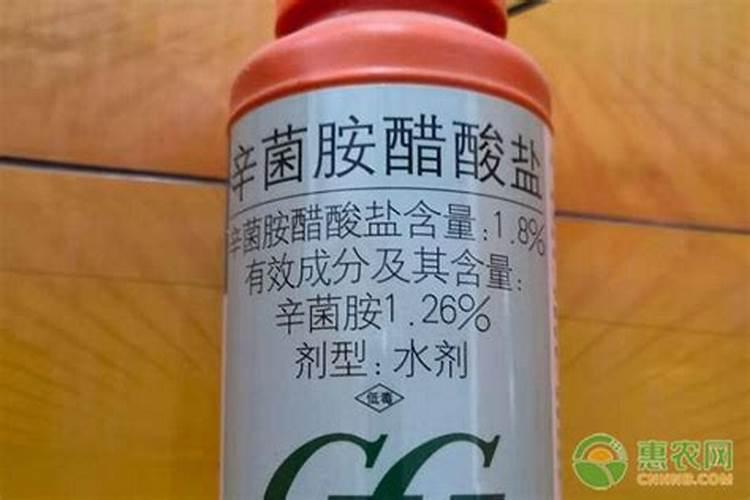 辛菌胺醋酸盐
辛菌胺醋酸盐含量:1.8%
有效成分及其含量:
辛菌胺1.26%
剂型:水剂
低毒
惠农网
CNHNB.COM